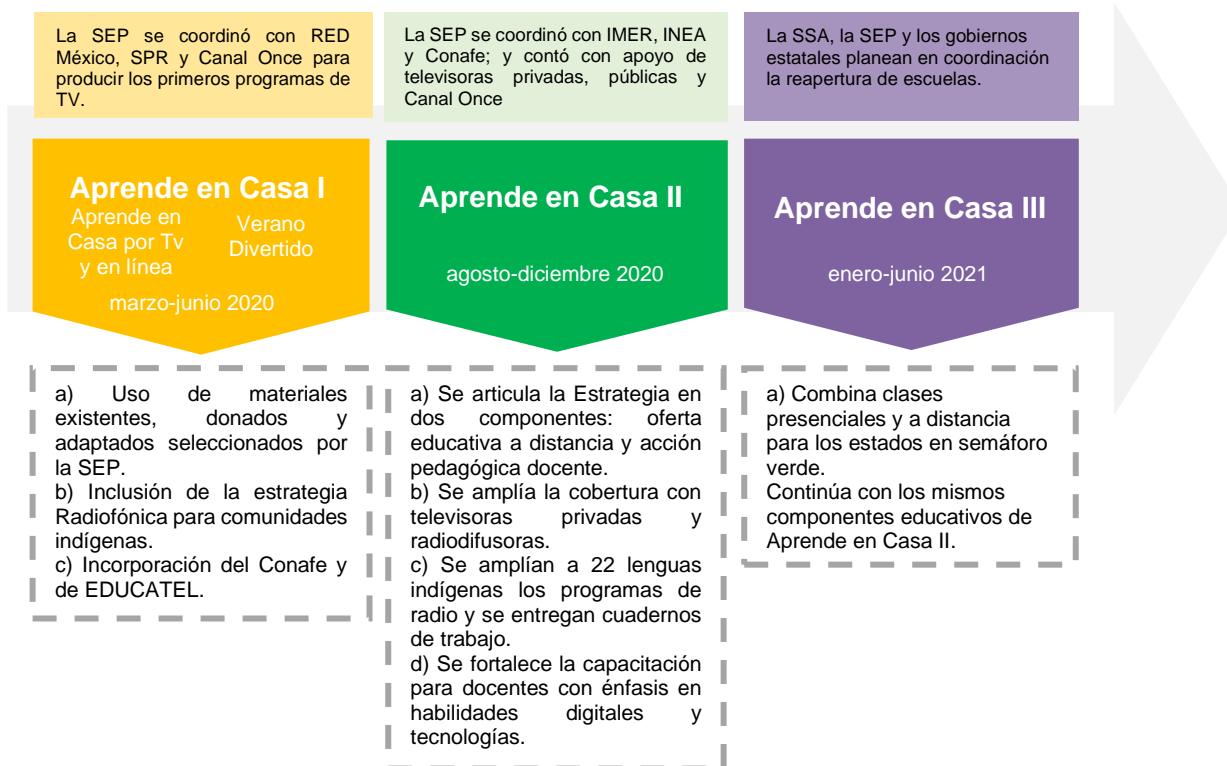 La SEP se coordinó con RED
México, SPR y Canal Once para
producir los primeros programas de
TV.
Aprende en Casa I
Aprende en
Casa por Tv
y en línea
Verano
Divertido
marzo-junio 2020
a) Uso de materiales
existentes, donados y
adaptados seleccionados por
la SEP.
b) Inclusión de la estrategia
Radiofónica para comunidades
indígenas.
c) Incorporación del Conafe y
de EDUCATEL.
La SEP se coordinó con IMER, INEA
y Conafe; y contó con apoyo de
televisoras privadas, públicas y
Canal Once
Aprende en Casa II
agosto-diciembre 2020
a) Se articula la Estrategia en
dos componentes: oferta
educativa a distancia y acción
pedagógica docente.
b) Se amplía la cobertura con
televisoras privadas y
radiodifusoras.
c) Se amplían a 22 lenguas
indígenas los programas de
radio y se entregan cuadernos
de trabajo.
d) Se fortalece la capacitación
para docentes con énfasis en
habilidades digitales y
tecnologías.
La SSA, la SEP y los gobiernos
estatales planean en coordinación
la reapertura de escuelas.
Aprende en Casa III
enero-junio 2021
a) Combina clases
presenciales y a distancia
para los estados en semáforo
verde.
Continúa con los mismos
componentes educativos de
Aprende en Casa II.